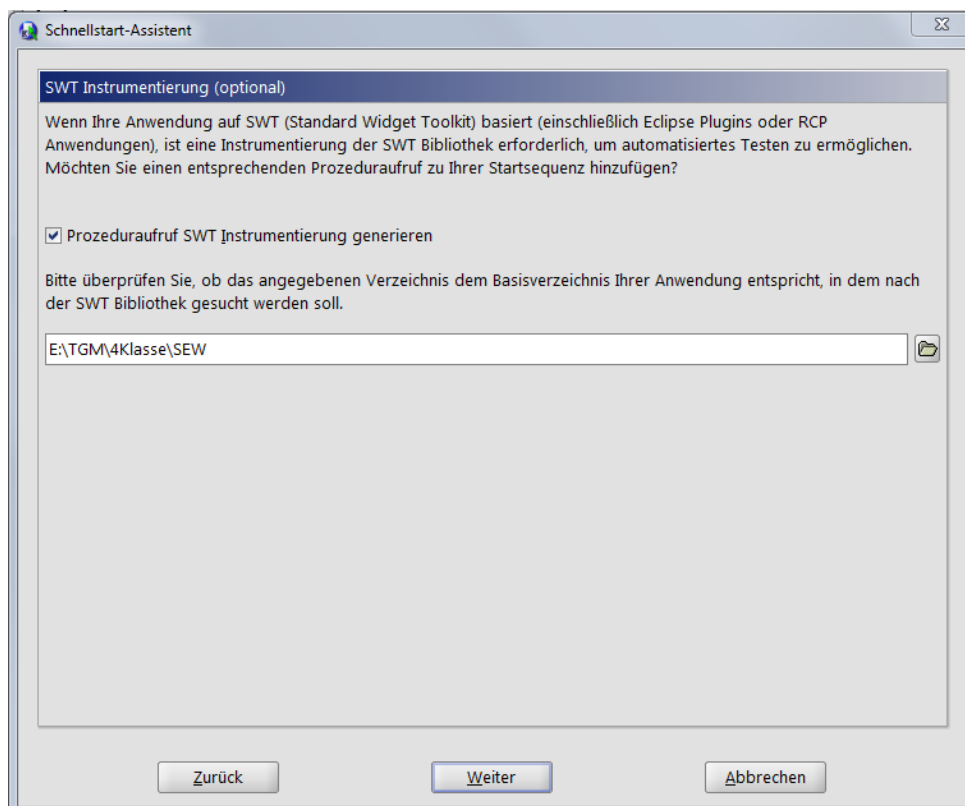 Schnellstart-Assistent
SWT Instrumentierung (optional)
Wenn Ihre Anwendung auf SWT (Standard Widget Toolkit) basiert (einschließlich Eclipse Plugins oder RCP
Anwendungen), ist eine Instrumentierung der SWT Bibliothek erforderlich, um automatisiertes Testen zu ermöglichen.
Möchten Sie einen entsprechenden Prozeduraufruf zu Ihrer Startsequenz hinzufügen?
Prozeduraufruf SWT Instrumentierung generieren
Bitte überprüfen Sie, ob das angegebenen Verzeichnis dem Basisverzeichnis Ihrer Anwendung entspricht, in dem nach
der SWT Bibliothek gesucht werden soll.
E:\TGM\4Klasse\SEW
Zurück Weiter Abbrechen